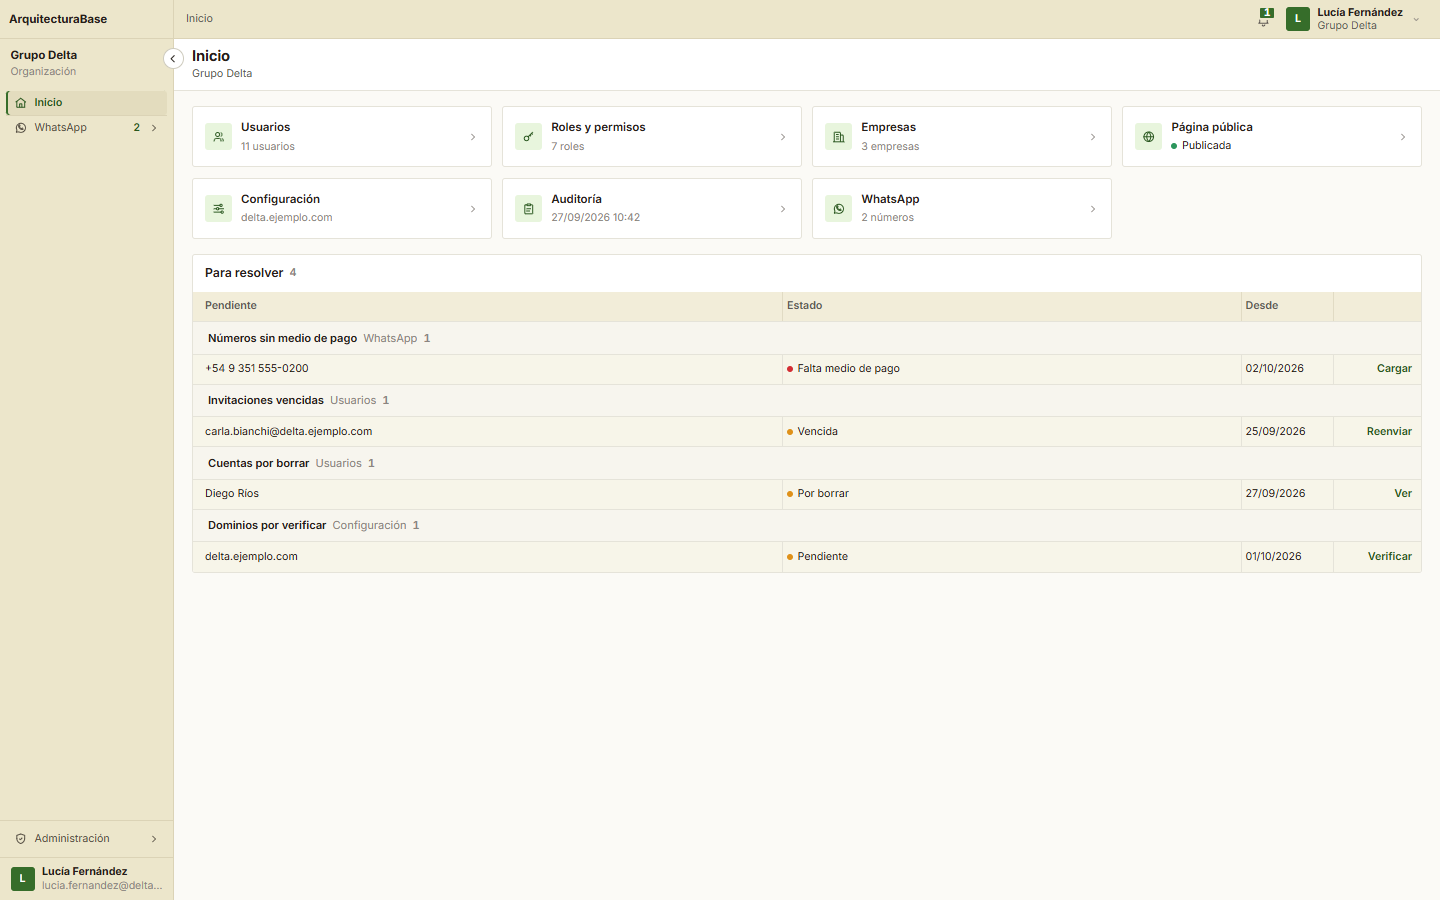 ArquitecturaBase
Inicio
1
L
Lucía Fernández
Grupo Delta
Grupo Delta
Organización
Inicio
WhatsApp 2
Administración
L
Lucía Fernández
lucia.fernandez@delta...
Inicio
Grupo Delta
Usuarios
11 usuarios
Roles y permisos
7 roles
Empresas
3 empresas
Página pública
Publicada
Configuración
delta.ejemplo.com
Auditoría
27/09/2026 10:42
WhatsApp
2 números
Para resolver 4
Pendiente Estado Desde
Números sin medio de pago WhatsApp 1
+54 9 351 555-0200 Falta medio de pago 02/10/2026 Cargar
Invitaciones vencidas Usuarios 1
carla.bianchi@delta.ejemplo.com Vencida 25/09/2026 Reenviar
Cuentas por borrar Usuarios 1
Diego Ríos Por borrar 27/09/2026 Ver
Dominios por verificar Configuración 1
delta.ejemplo.com Pendiente 01/10/2026 Verificar